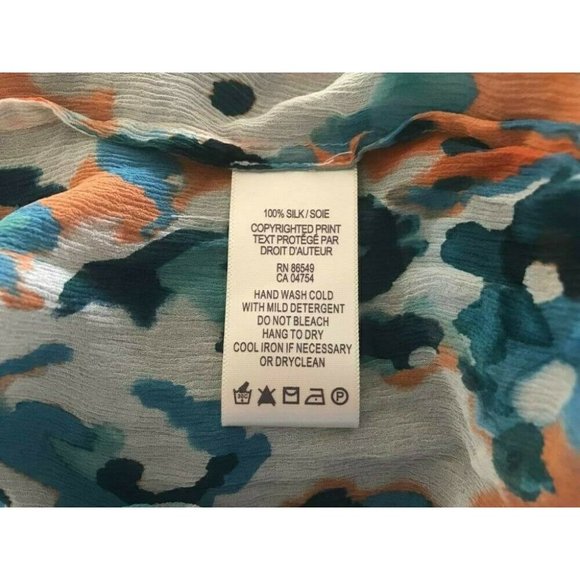 100% SILK / SOIE
COPYRIGHTED PRINT
TEXT PROTÉGÉ PAR
DROIT D'AUTEUR
RN 86549
CA 04754
HAND WASH COLD
WITH MILD DETERGENT
DO NOT BLEACH
HANG TO DRY
COOL IRON IF NECESSARY
OR DRYCLEAN
P